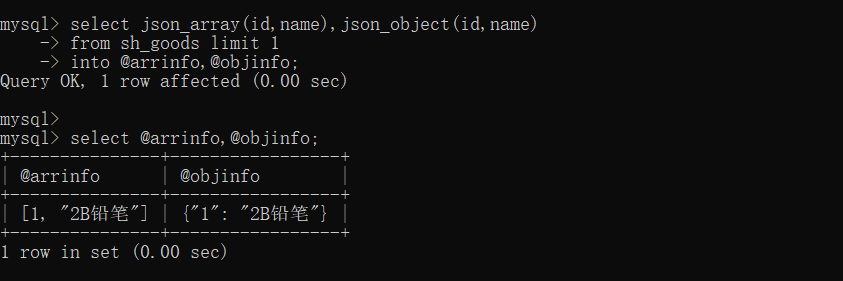 mysql> select json_array(id,name),json_object(id,name)
    -> from sh_goods limit 1
    -> into @arrinfo,@objinfo;
Query OK, 1 row affected (0.00 sec)
mysql>
mysql> select @arrinfo,@objinfo;
+---------------+-----------------+
| @arrinfo      | @objinfo        |
+---------------+-----------------+
| [1, "2B铅笔"] | {"1": "2B铅笔"} |
+---------------+-----------------+
1 row in set (0.00 sec)